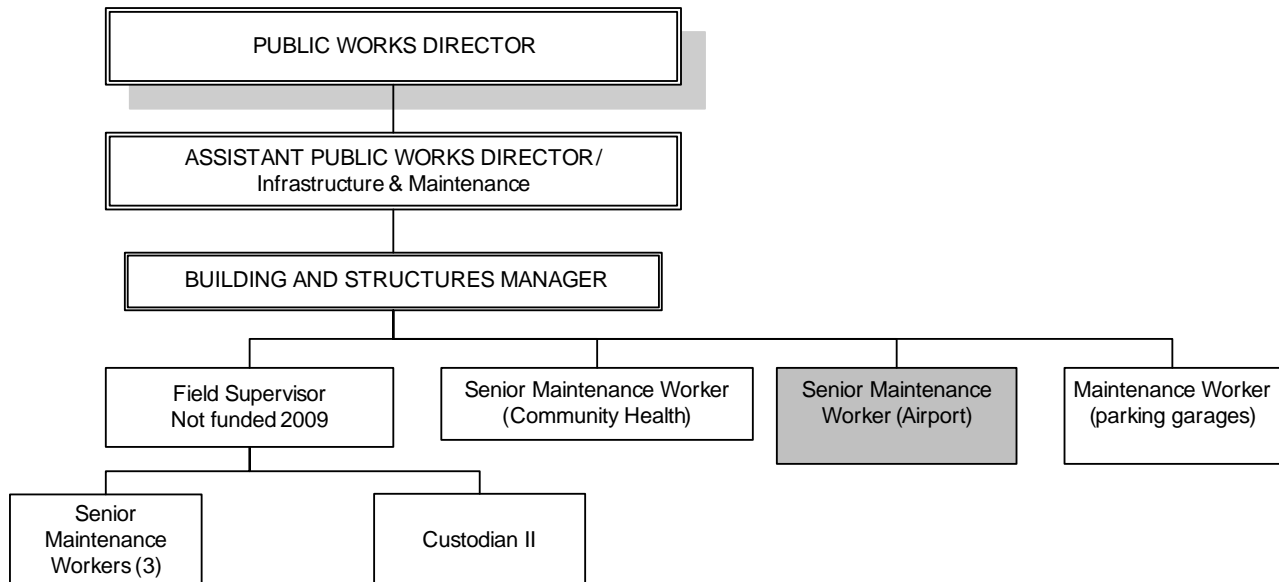 PUBLIC WORKS DIRECTOR
ASSISTANT PUBLIC WORKS DIRECTOR/
Infrastructure & Maintenance
BUILDING AND STRUCTURES MANAGER
Field Supervisor
Not funded 2009
Senior Maintenance Worker
(Community Health)
Senior Maintenance
Worker (Airport)
Maintenance Worker
(parking garages)
Senior
Maintenance
Workers (3)
Custodian II